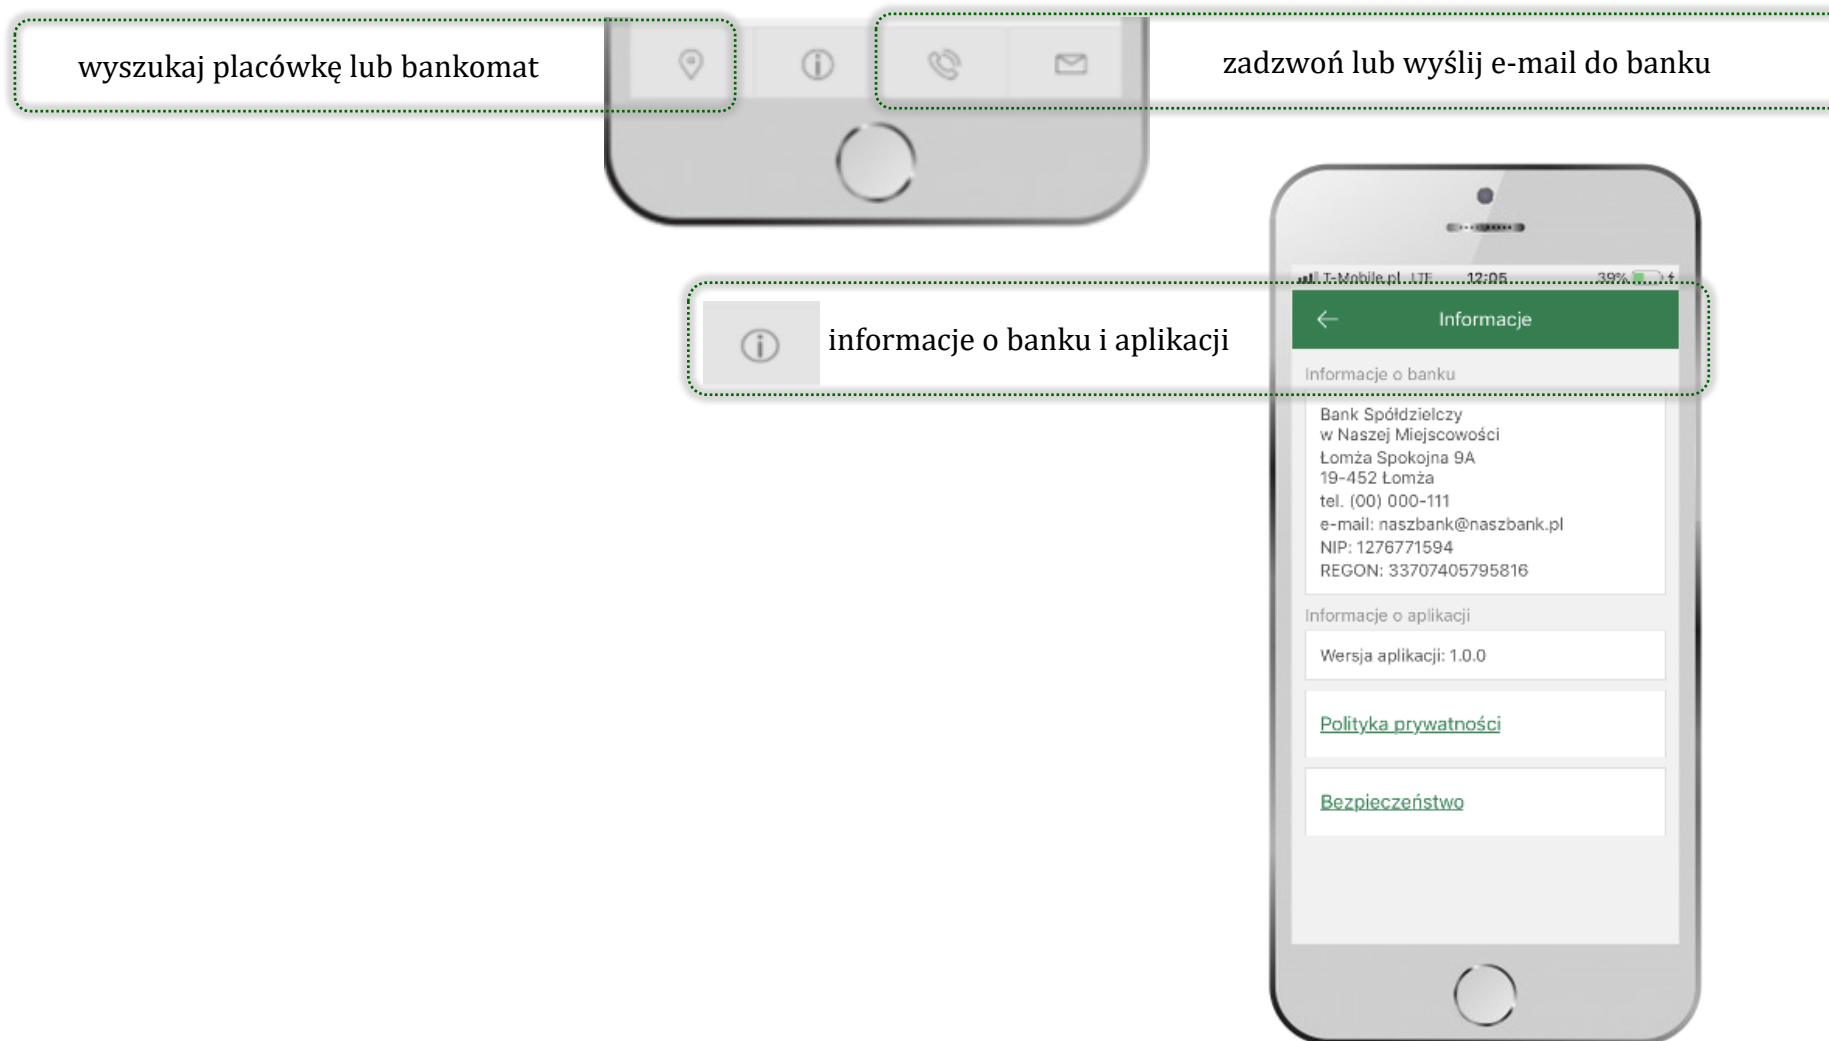 wyszukaj placówkę lub bankomat
zadzwoń lub wyślij e-mail do banku
T-Mobile.pl LTE 12:05 39%
informacje o banku i aplikacji
Informacje
Informacje o banku
Bank Spółdzielczy
w Naszej Miejscowości
Łomża Spokojna 9A
19-452 Łomża
tel. (00) 000-111
e-mail: naszbank@naszbank.pl
NIP: 1276771594
REGON: 33707405795816
Informacje o aplikacji
Wersja aplikacji: 1.0.0
Polityka prywatności
Bezpieczeństwo